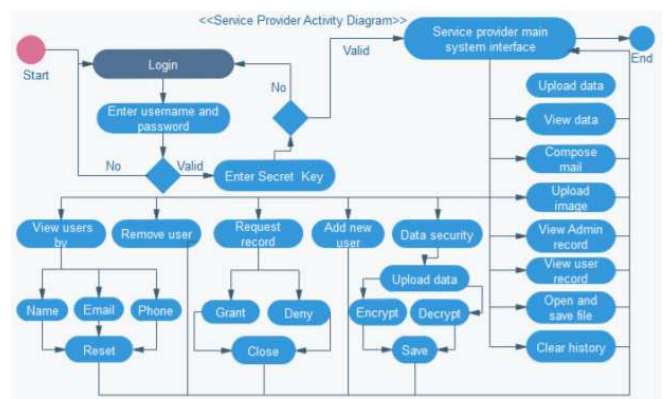 <<Service Provider Activity Diagram>>
Start
Login
Valid
Service provider main
system interface
End
No
Enter username and
password
No
Valid
Enter Secret Key
Upload data
View data
Compose
mail
Upload
image
View Admin
record
View user
record
Open and
save file
Clear history
View users
by
Remove user
Request
record
Add new
user
Data security
Upload data
Name
Email
Phone
Grant
Deny
Encrypt
Decrypt
Reset
Close
Save